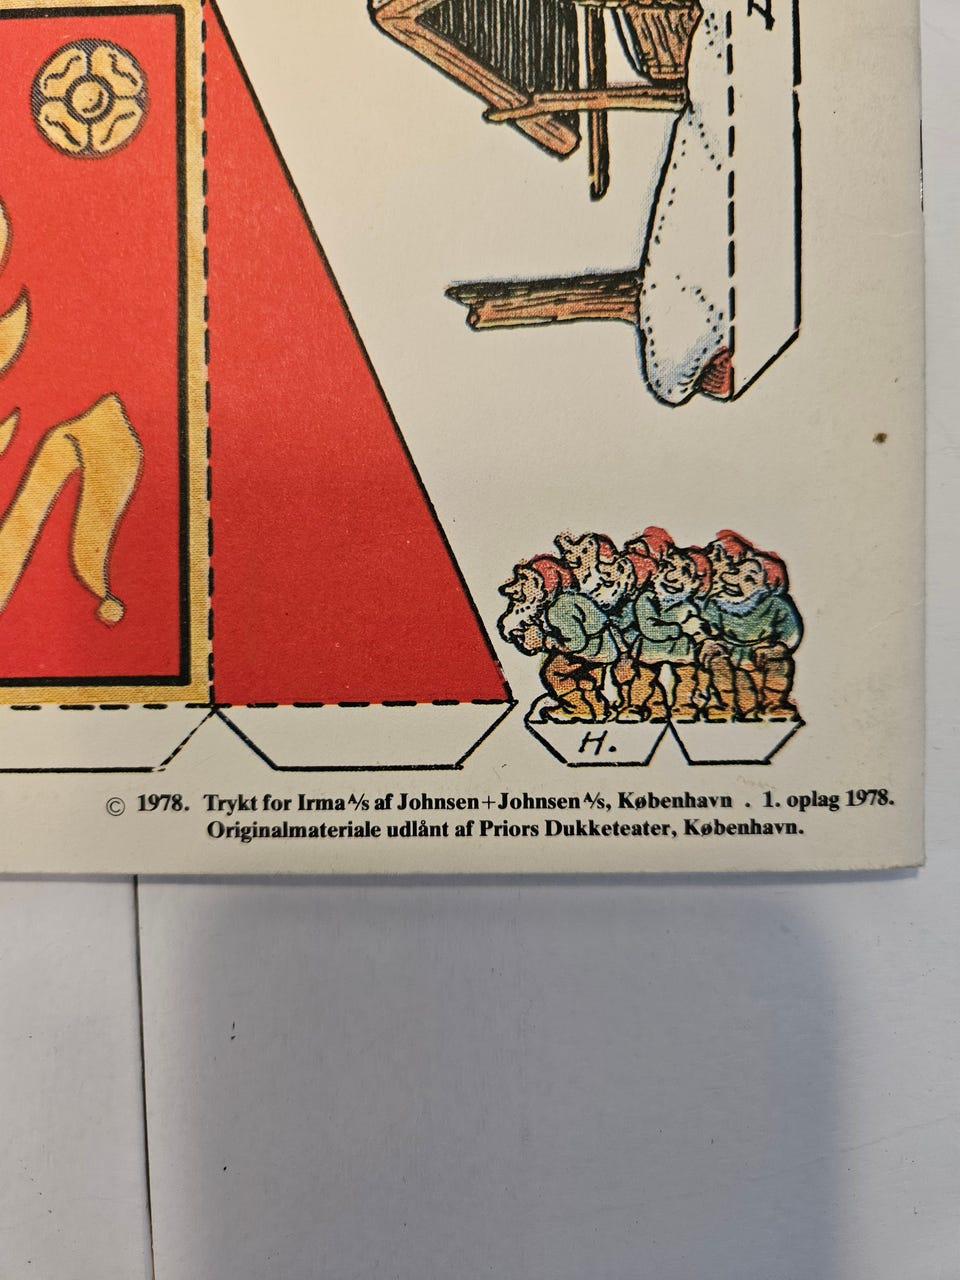 H.
© 1978. Trykt for Irma A/s af Johnsen+Johnsen A/s, København . 1. oplag 1978.
Originalmateriale udlånt af Priors Dukketeater, København.